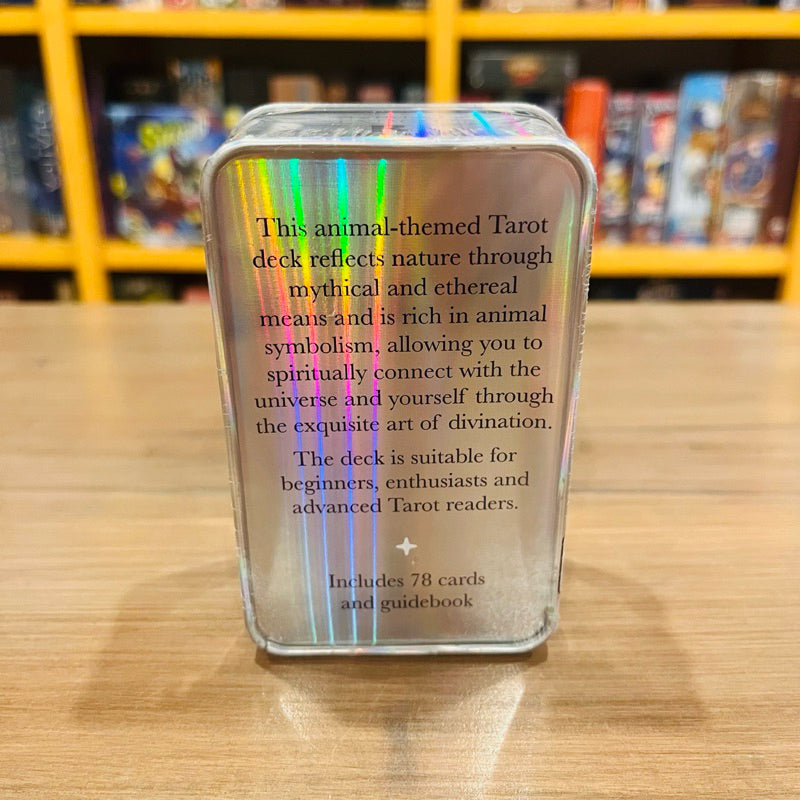 This animal-themed Tarot
deck reflects nature through
mythical and ethereal
means and is rich in animal
symbolism, allowing you to
spiritually connect with the
universe and yourself through
the exquisite art of divination.
The deck is suitable for
beginners, enthusiasts and
advanced Tarot readers.
Includes 78 cards
and guidebook